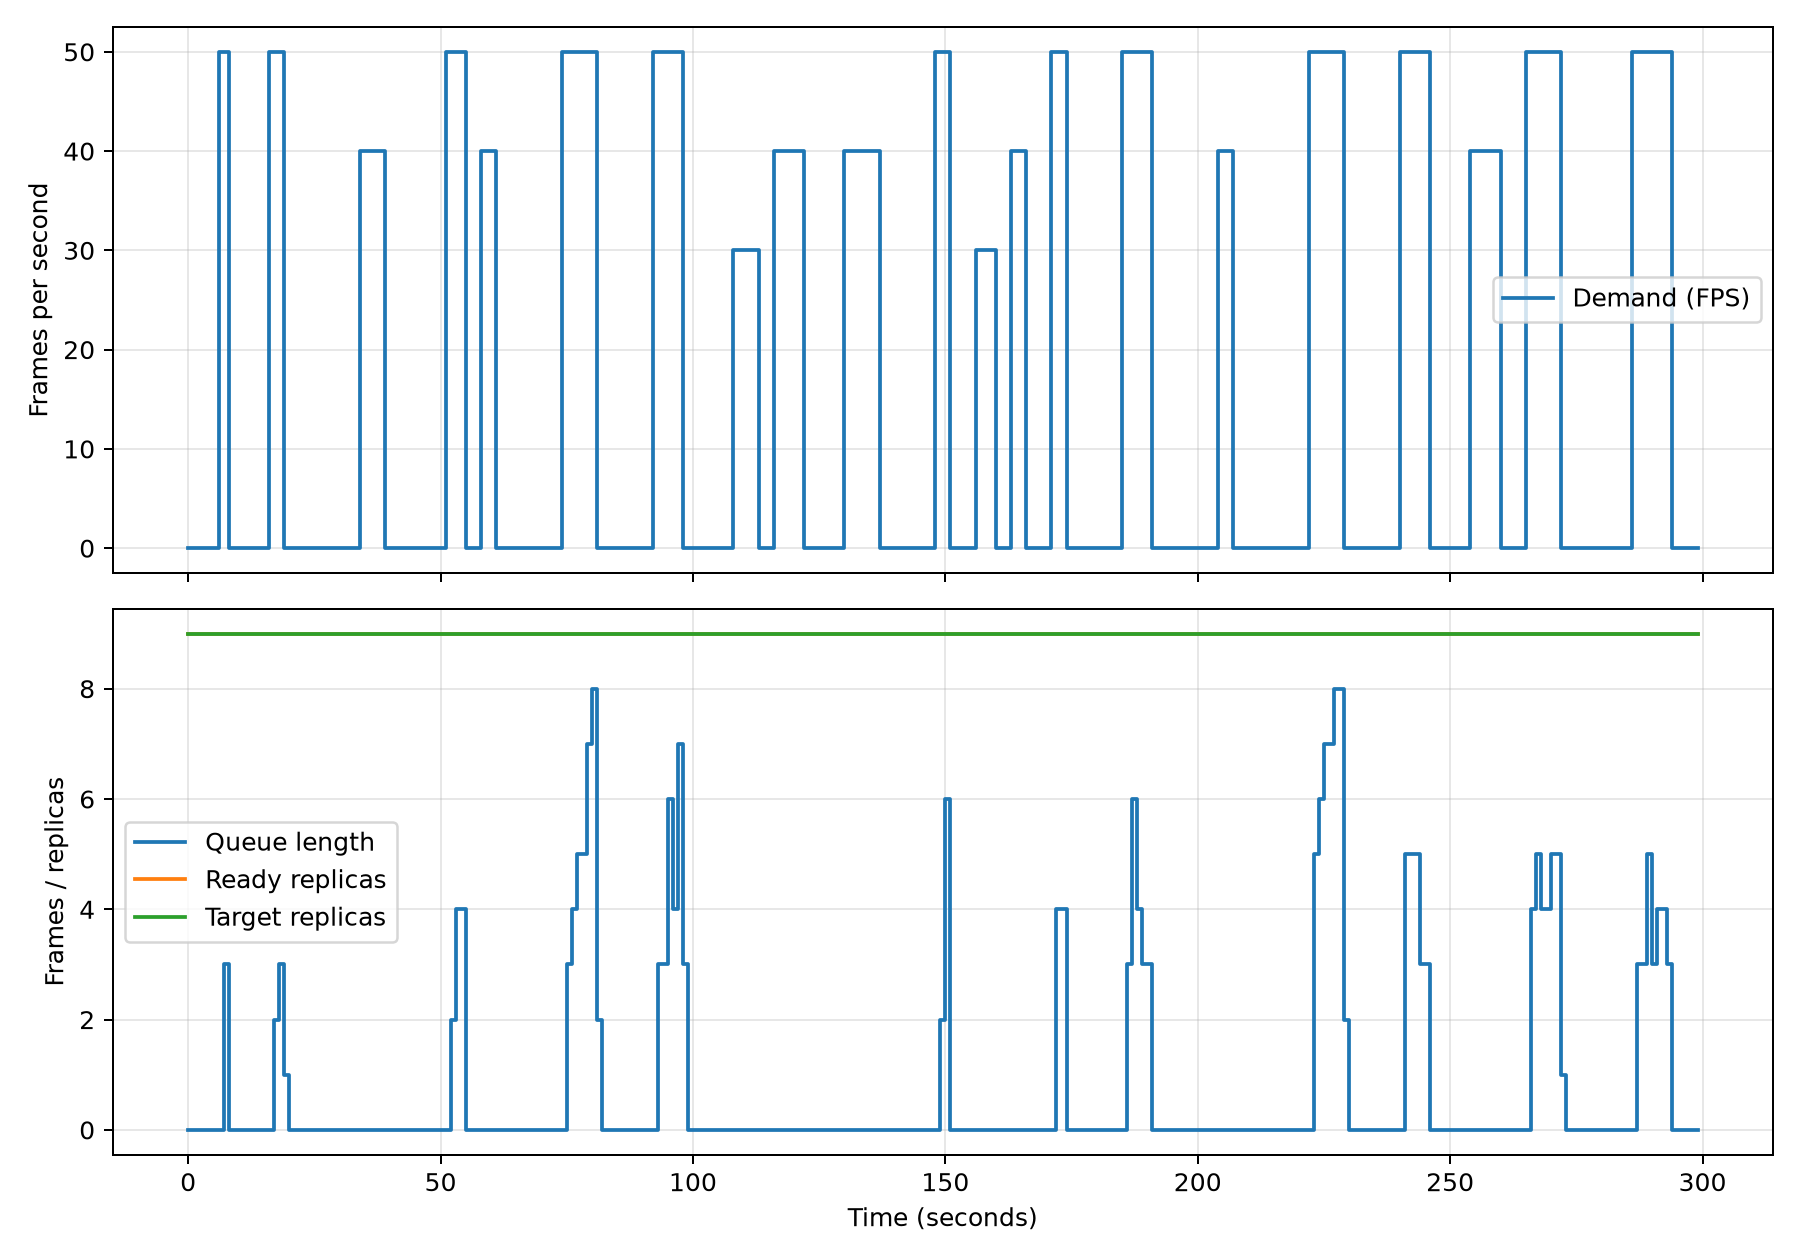 50
40
30
20
10
0
Frames per second
Demand (FPS)
8
6
4
2
0
Frames / replicas
Queue length
Ready replicas
Target replicas
0 50 100 150 200 250 300
Time (seconds)